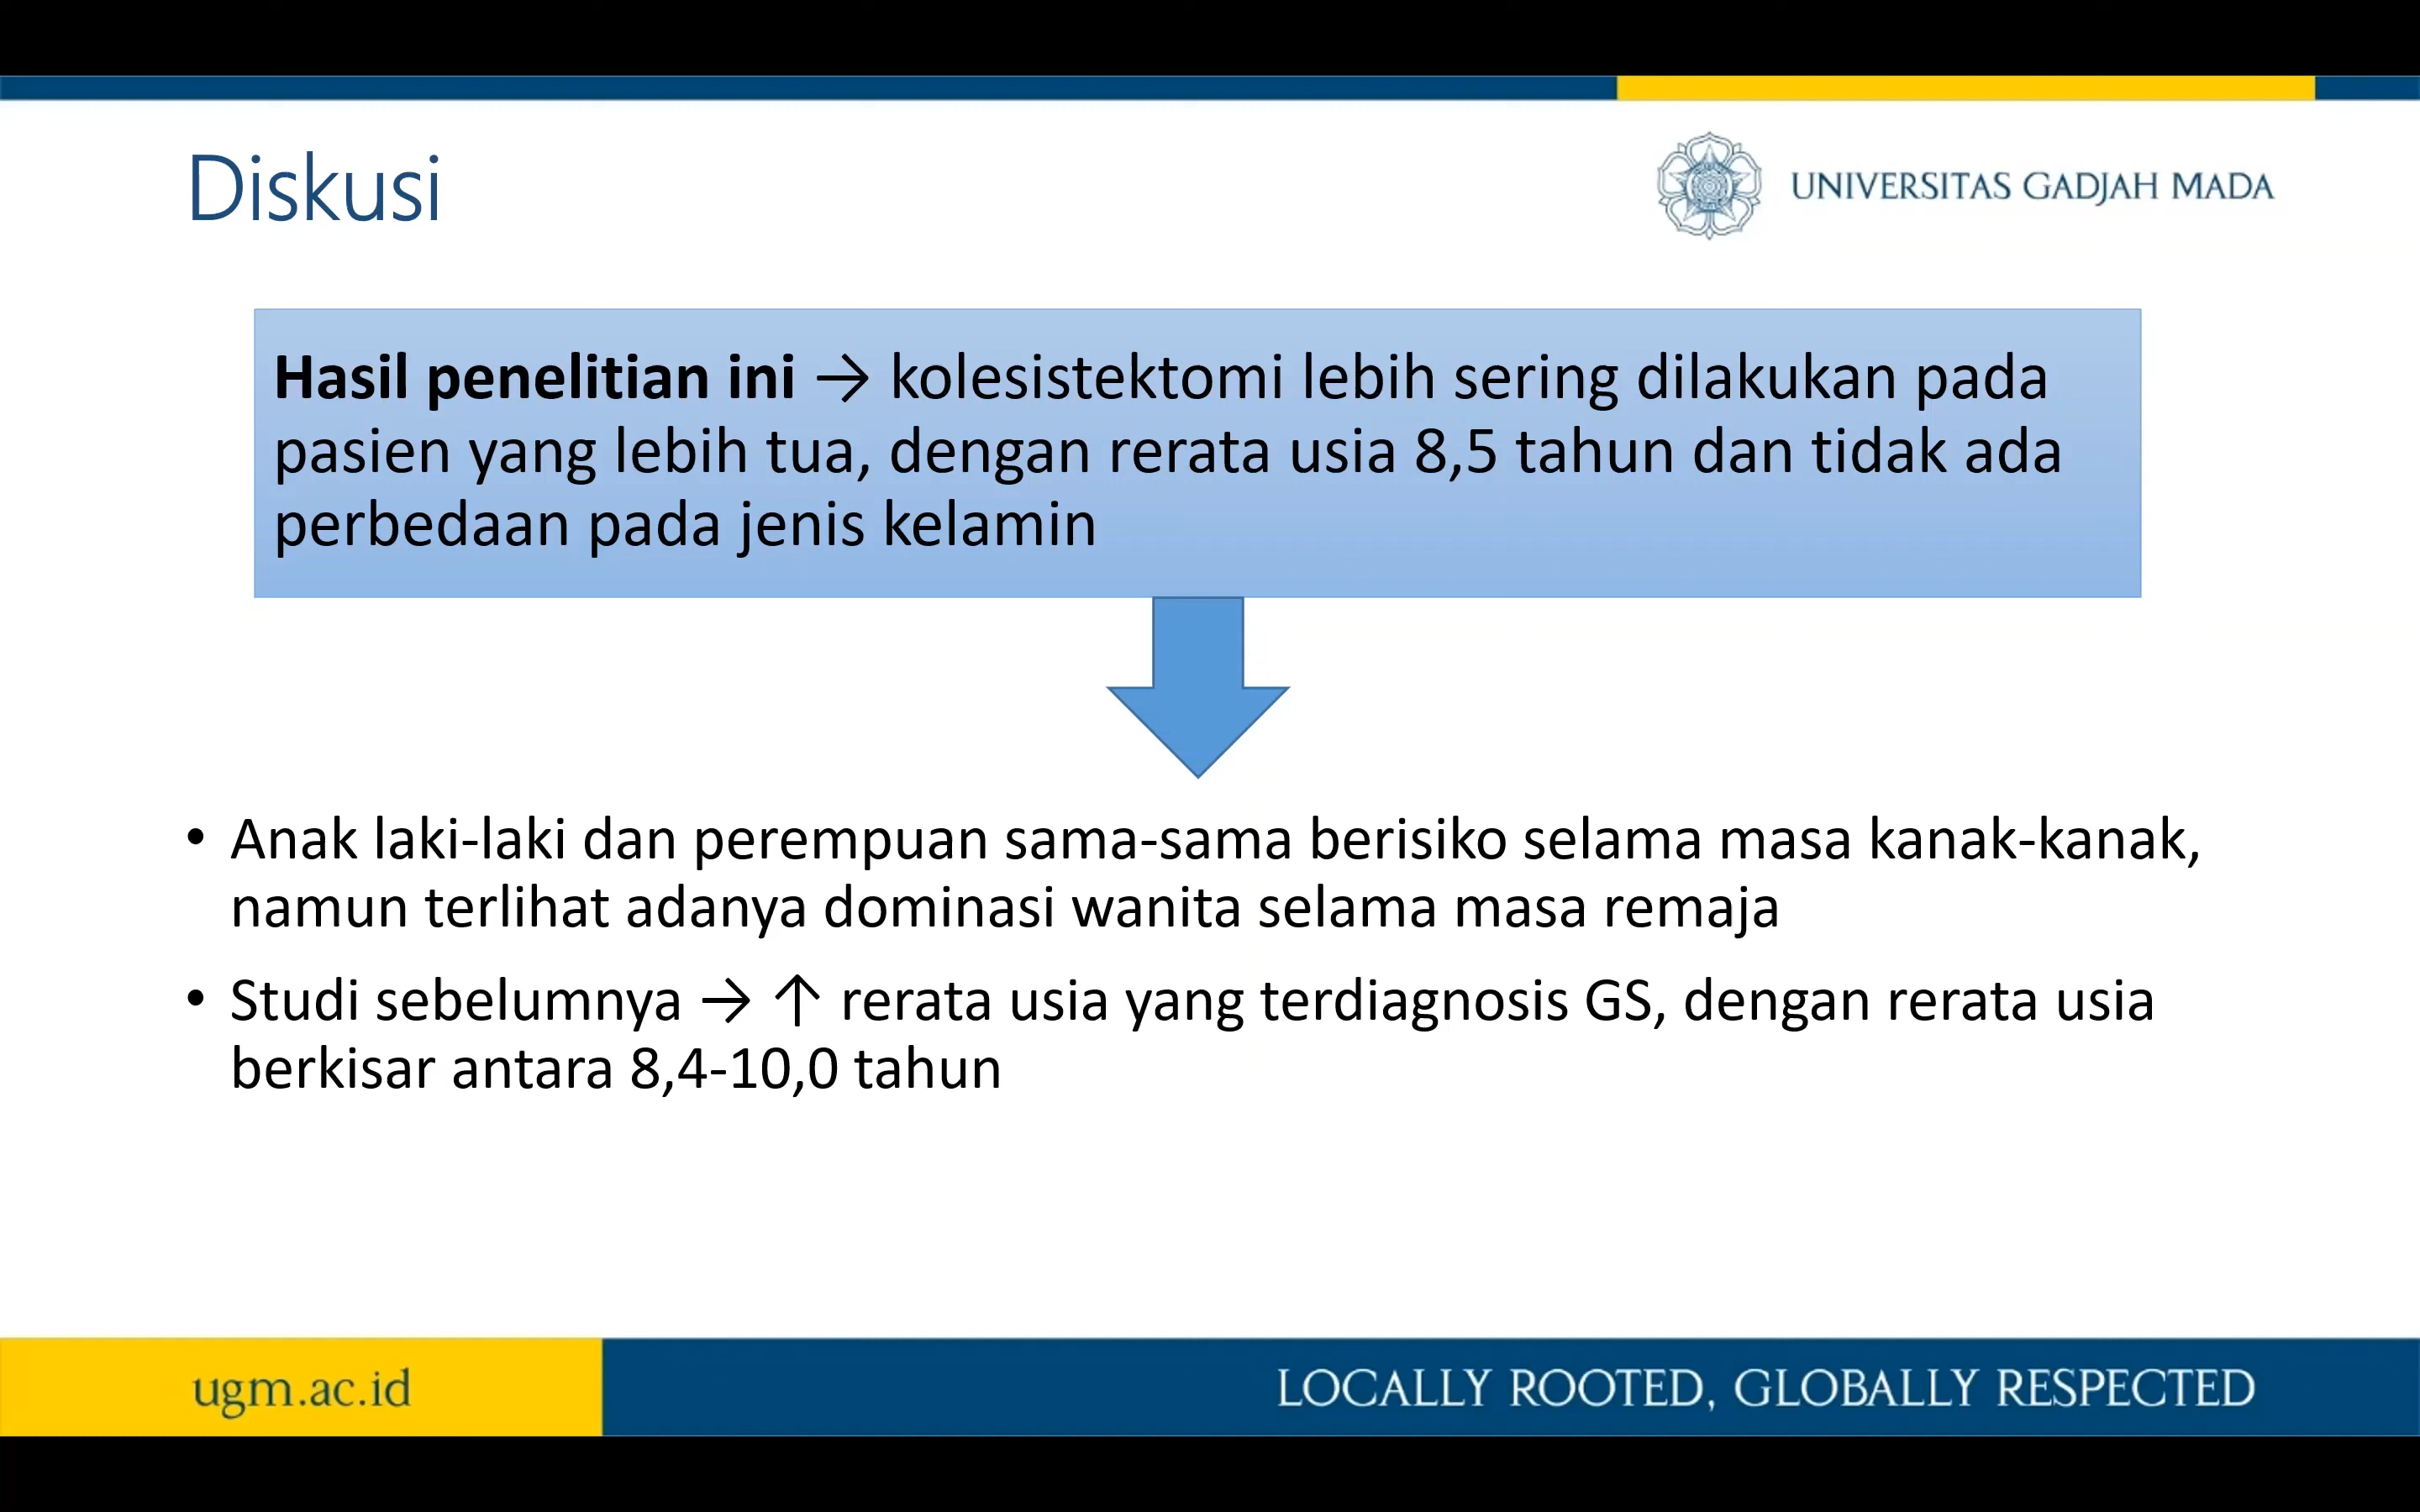 Diskusi
UNIVERSITAS GADJAH MADA
Hasil penelitian ini → kolesistektomi lebih sering dilakukan pada
pasien yang lebih tua, dengan rerata usia 8,5 tahun dan tidak ada
perbedaan pada jenis kelamin
• Anak laki-laki dan perempuan sama-sama berisiko selama masa kanak-kanak,
namun terlihat adanya dominasi wanita selama masa remaja
• Studi sebelumnya → ↑ rerata usia yang terdiagnosis GS, dengan rerata usia
berkisar antara 8,4-10,0 tahun
ugm.ac.id
LOCALLY ROOTED, GLOBALLY RESPECTED